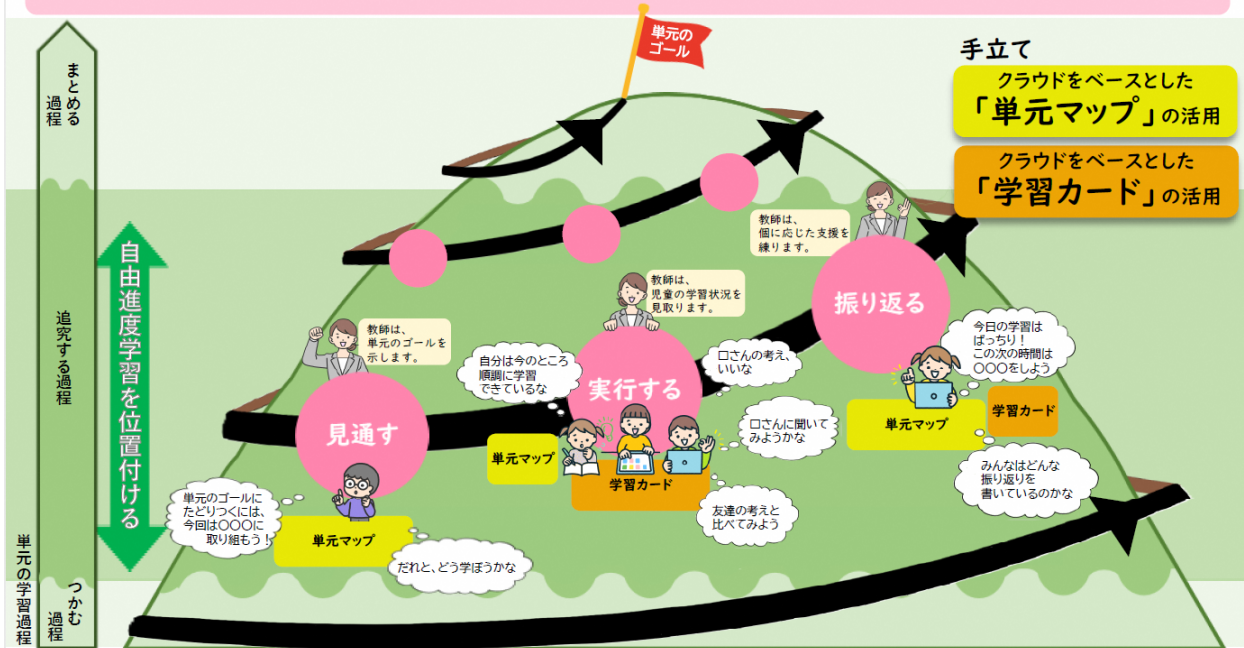 単元の
ゴール
手立て
クラウドをベースとした
「単元マップ」の活用
クラウドをベースとした
「学習カード」の活用
まとめる
過程
追究する過程
つかむ
過程
単元の学習過程
自由進度学習を位置付ける
教師は、
単元のゴールを
示します。
見通す
単元のゴールに
たどりつくには、
今回は〇〇〇に
取り組もう!
単元マップ
だれと、どう学ぼうかな
教師は、
児童の学習状況を
見取ります。
実行する
自分は今のところ
順調に学習
できているな
□さんの考え、
いいな
□さんに聞いて
みようかな
友達の考えと
比べてみよう
単元マップ
学習カード
教師は、
個に応じた支援を
練ります。
振り返る
今日の学習は
ばっちり!
この次の時間は
〇〇〇をしよう
単元マップ
学習カード
みんなはどんな
振り返りを
書いているのかな